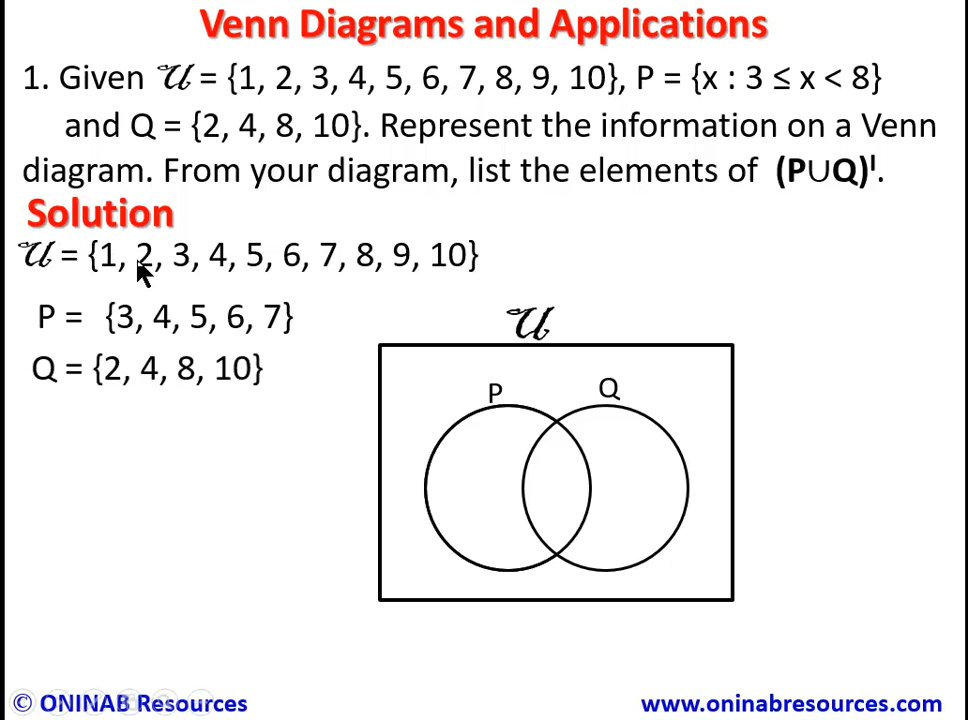 Venn Diagrams and Applications
1. Given 𝒰 = {1, 2, 3, 4, 5, 6, 7, 8, 9, 10}, P = {x : 3 ≤ x < 8}
and Q = {2, 4, 8, 10}. Represent the information on a Venn
diagram. From your diagram, list the elements of (P∪Q)ˡ.
Solution
𝒰 = {1, 2, 3, 4, 5, 6, 7, 8, 9, 10}
P = {3, 4, 5, 6, 7}
Q = {2, 4, 8, 10}
𝒰
P Q
© ONINAB Resources www.oninabresources.com